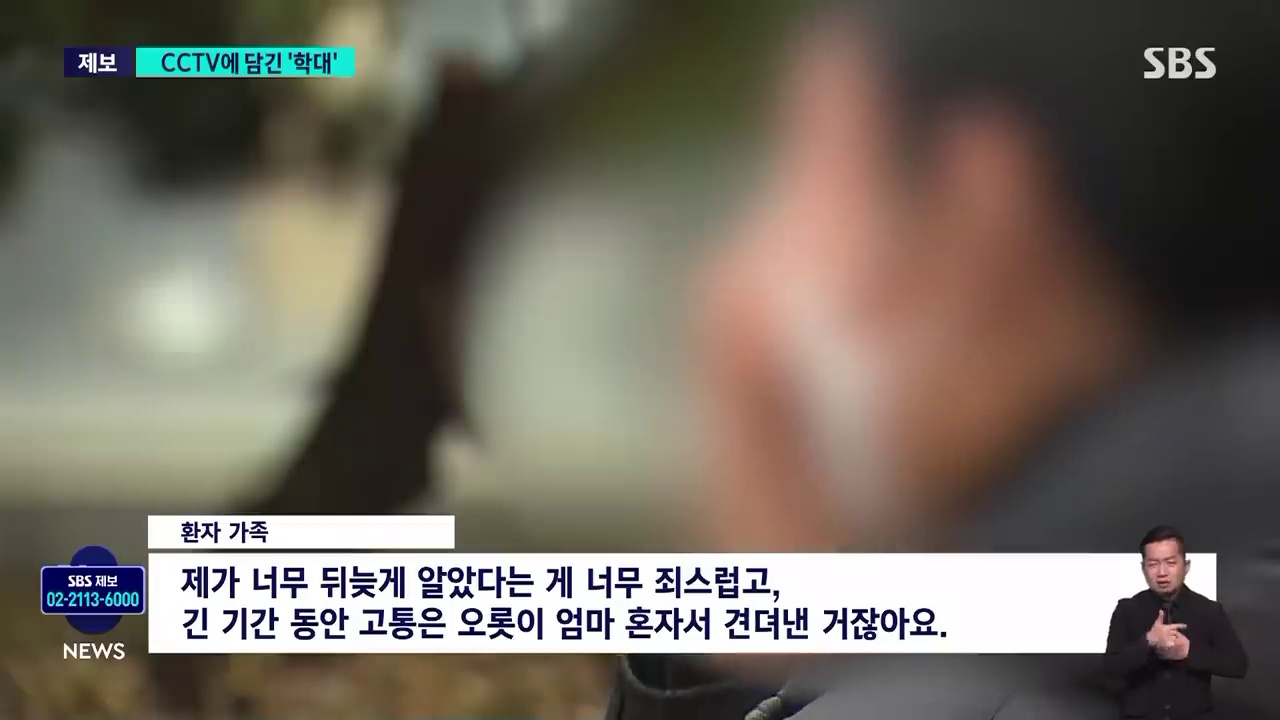 제보 CCTV에 담긴 '학대'
SBS
환자 가족
제가 너무 뒤늦게 알았다는 게 너무 죄스럽고,
긴 기간 동안 고통은 오롯이 엄마 혼자서 견뎌낸 거잖아요.
SBS 제보
02-2113-6000
NEWS